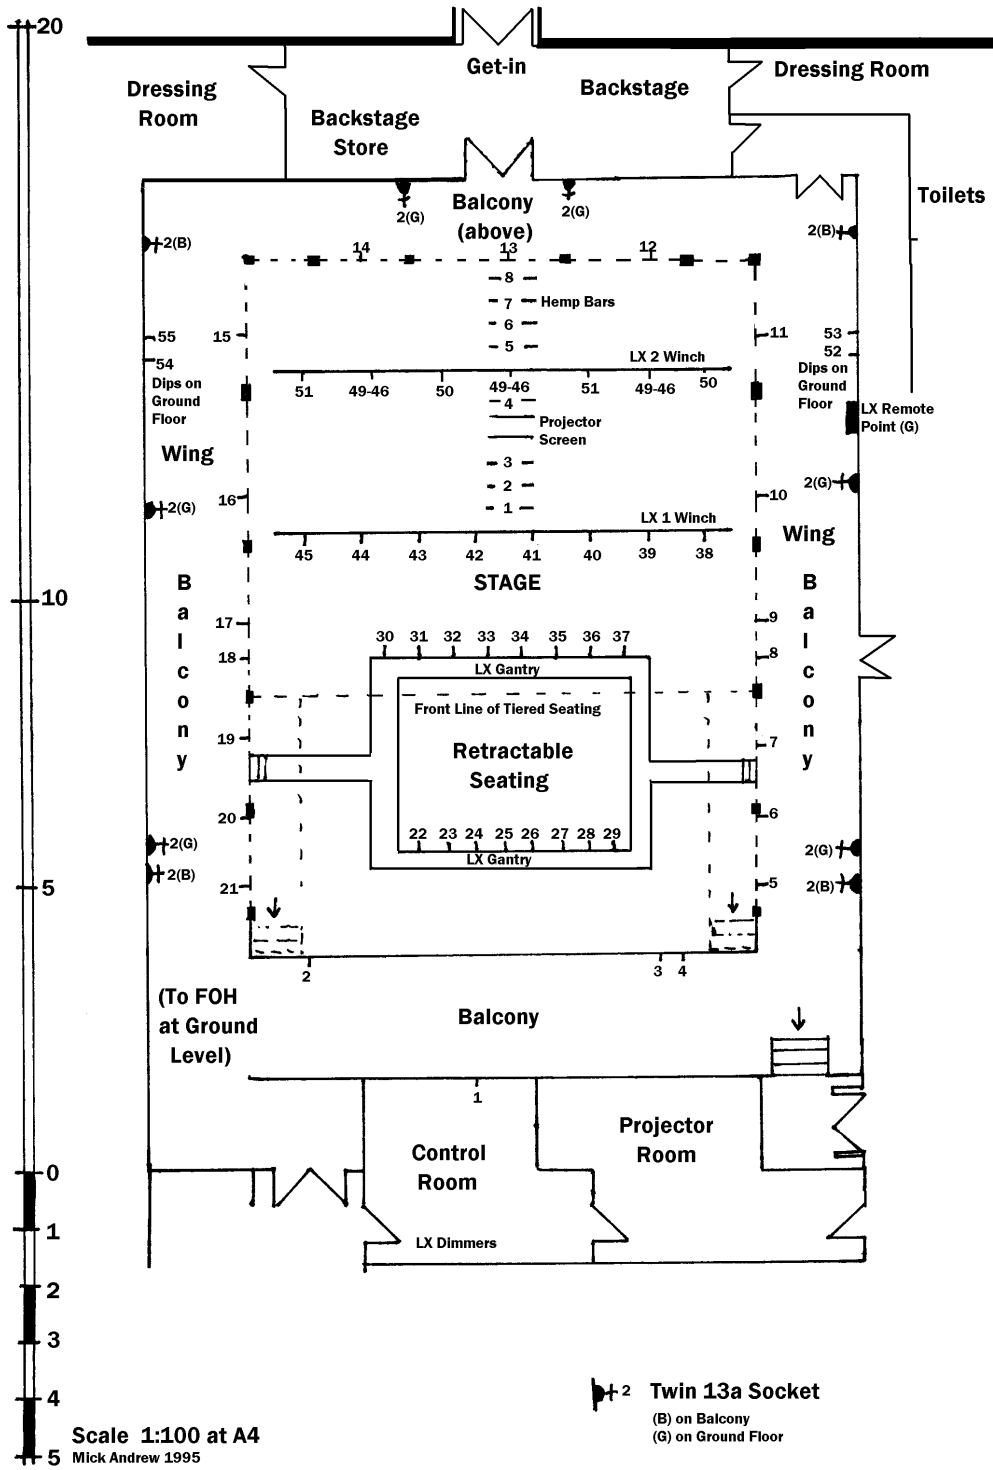 20
Get-in
Dressing
Room
Backstage
Store
Backstage
Dressing Room
Toilets
2(G)
Balcony
(above)
2(G)
2(B)
2(B)
14
13
12
8
7
Hemp Bars
6
5
55
15
11
53
54
52
Dips on
Ground
Floor
Dips on
Ground
Floor
LX 2 Winch
51
49-46
50
49-46
51
49-46
50
4
Projector
Screen
LX Remote
Point (G)
Wing
3
2
1
16
10
2(G)
2(G)
LX 1 Winch
Wing
45
44
43
42
41
40
39
38
STAGE
10
Balcony
Balcony
17
18
9
8
30
31
32
33
34
35
36
37
LX Gantry
Front Line of Tiered Seating
Retractable
Seating
19
7
20
6
22
23
24
25
26
27
28
29
LX Gantry
2(G)
2(B)
2(G)
2(B)
5
21
5
2
3
4
(To FOH
at Ground
Level)
Balcony
1
Control
Room
Projector
Room
LX Dimmers
0
1
2
3
4
5
2
Twin 13a Socket
(B) on Balcony
(G) on Ground Floor
Scale 1:100 at A4
Mick Andrew 1995